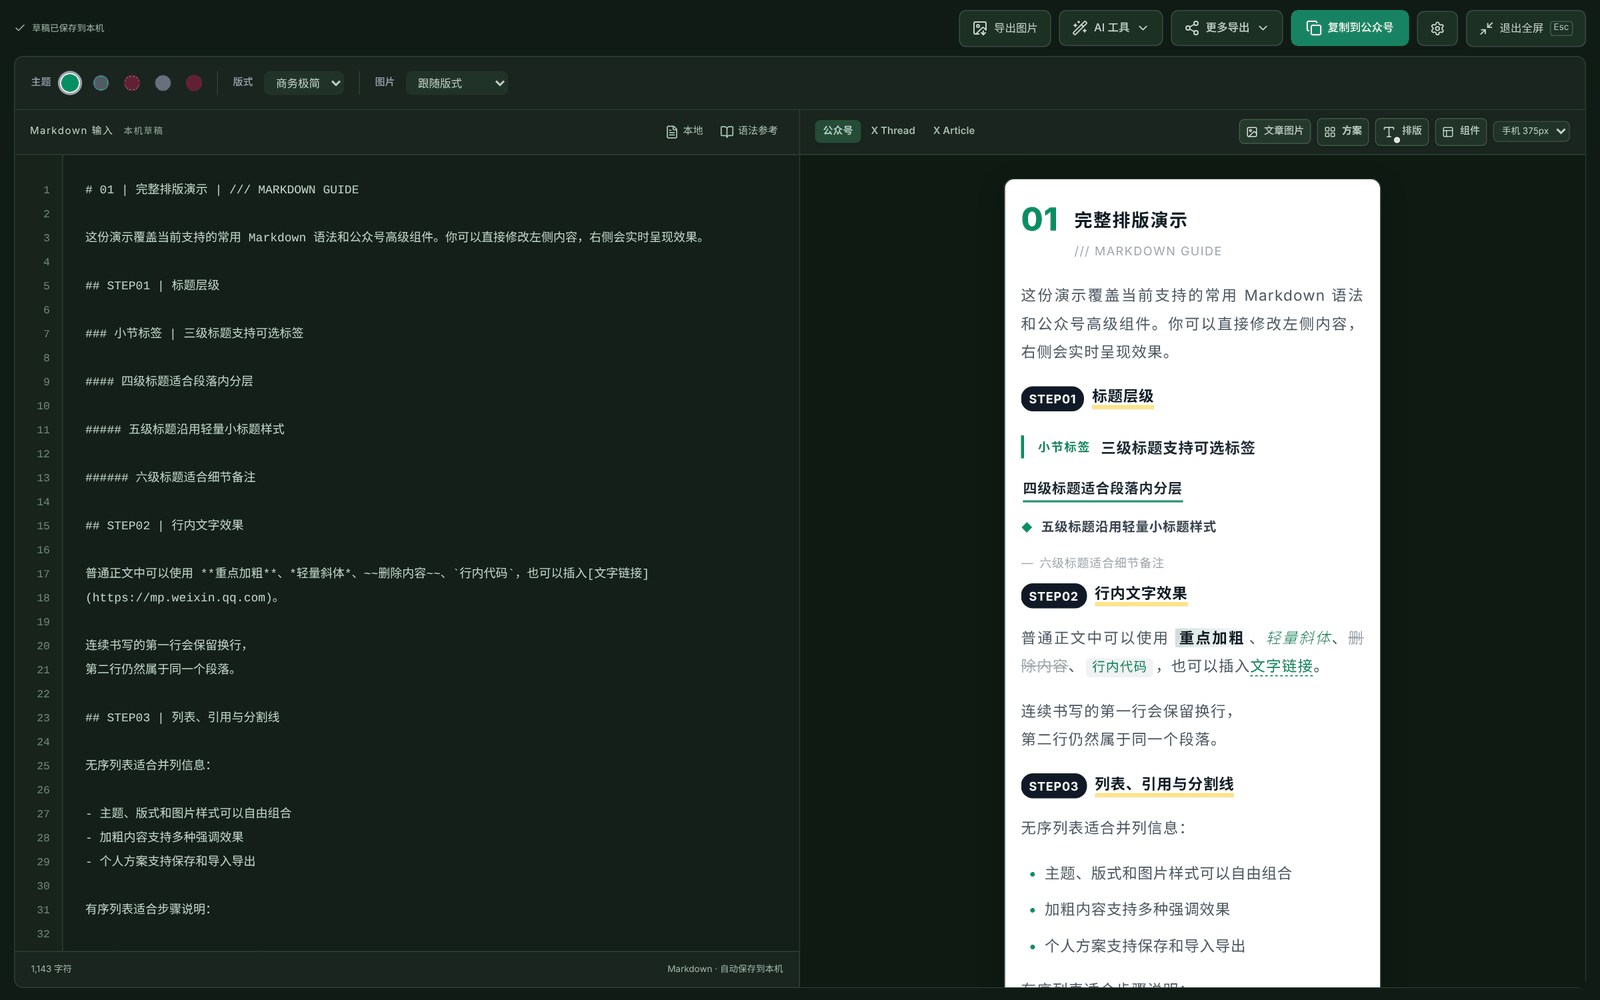 草稿已保存到本机
导出图片
AI 工具
更多导出
复制到公众号
退出全屏 Esc
主题
版式 商务极简
图片 跟随版式
Markdown 输入 本机草稿
本地
语法参考
1 # 01 | 完整排版演示 | /// MARKDOWN GUIDE
2
3 这份演示覆盖当前支持的常用 Markdown 语法和公众号高级组件。你可以直接修改左侧内容，右侧会实时呈现效果。
4
5 ## STEP01 | 标题层级
6
7 ### 小节标签 | 三级标题支持可选标签
8
9 #### 四级标题适合段落内分层
10
11 ##### 五级标题沿用轻量小标题样式
12
13 ###### 六级标题适合细节备注
14
15 ## STEP02 | 行内文字效果
16
17 普通正文中可以使用 **重点加粗**、*轻量斜体*、~~删除内容~~、`行内代码`，也可以插入[文字链接]
18 (https://mp.weixin.qq.com)。
19
20 连续书写的第一行会保留换行，
21 第二行仍然属于同一个段落。
22
23 ## STEP03 | 列表、引用与分割线
24
25 无序列表适合并列信息：
26
27 - 主题、版式和图片样式可以自由组合
28 - 加粗内容支持多种强调效果
29 - 个人方案支持保存和导入导出
30
31 有序列表适合步骤说明：
32
1,143 字符
Markdown · 自动保存到本机
公众号
X Thread
X Article
文章图片
方案
排版
组件
手机 375px
01 完整排版演示
/// MARKDOWN GUIDE
这份演示覆盖当前支持的常用 Markdown 语法
和公众号高级组件。你可以直接修改左侧内容，
右侧会实时呈现效果。
STEP01 标题层级
小节标签 三级标题支持可选标签
四级标题适合段落内分层
◆ 五级标题沿用轻量小标题样式
— 六级标题适合细节备注
STEP02 行内文字效果
普通正文中可以使用 重点加粗 、轻量斜体、删
除内容、 行内代码 ，也可以插入文字链接。
连续书写的第一行会保留换行，
第二行仍然属于同一个段落。
STEP03 列表、引用与分割线
无序列表适合并列信息：
• 主题、版式和图片样式可以自由组合
• 加粗内容支持多种强调效果
• 个人方案支持保存和导入导出
有序列表适合步骤说明：